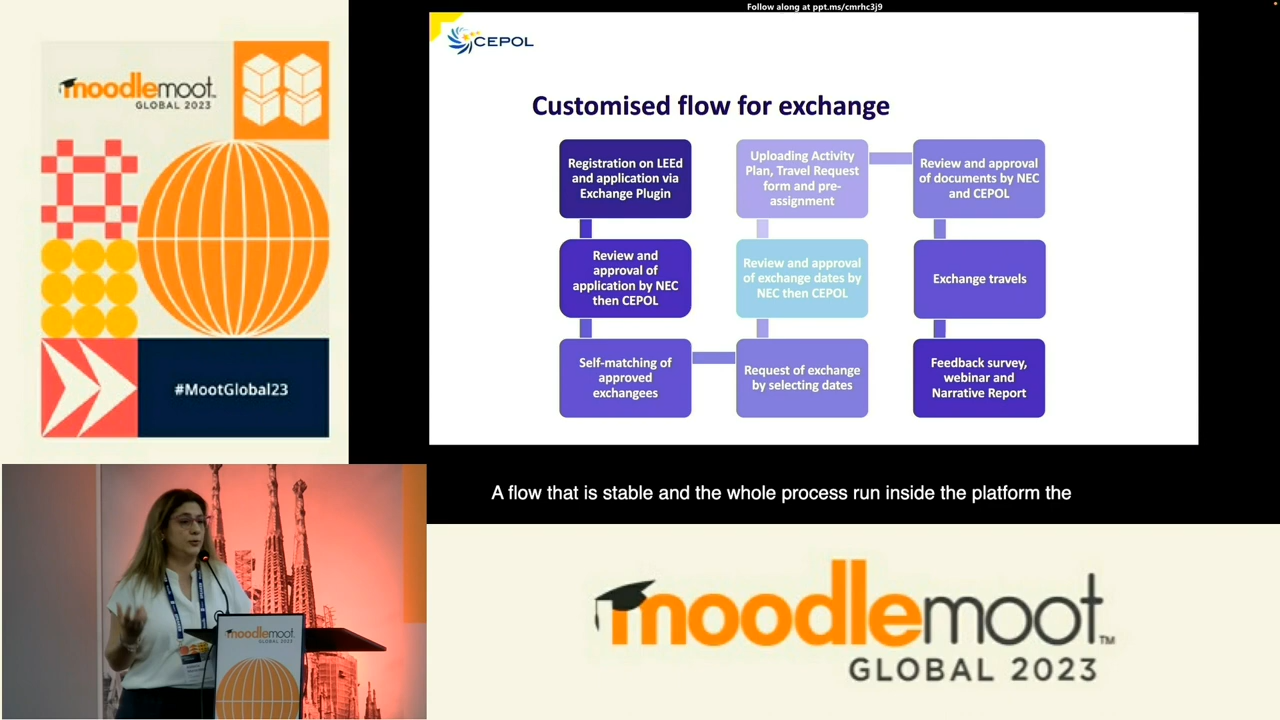 Follow along at ppt.ms/cmrhc3j9
moodlemoot™
GLOBAL 2023
#MootGlobal23
CEPOL
Customised flow for exchange
Registration on LEEd
and application via
Exchange Plugin
Review and
approval of
application by NEC
then CEPOL
Self-matching of
approved
exchangees
Request of exchange
by selecting dates
Review and approval
of exchange dates by
NEC then CEPOL
Uploading Activity
Plan, Travel Request
form and pre-
assignment
Review and approval
of documents by NEC
and CEPOL
Exchange travels
Feedback survey,
webinar and
Narrative Report
A flow that is stable and the whole process run inside the platform the
moodlemoot
GLOBAL 2023
moodlemoot™
GLOBAL 2023